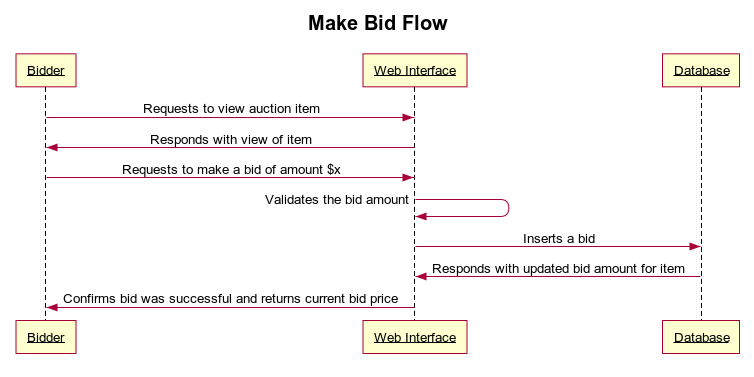 Make Bid Flow
Bidder
Web Interface
Database
Requests to view auction item
Responds with view of item
Requests to make a bid of amount $x
Validates the bid amount
Inserts a bid
Responds with updated bid amount for item
Confirms bid was successful and returns current bid price
Bidder
Web Interface
Database